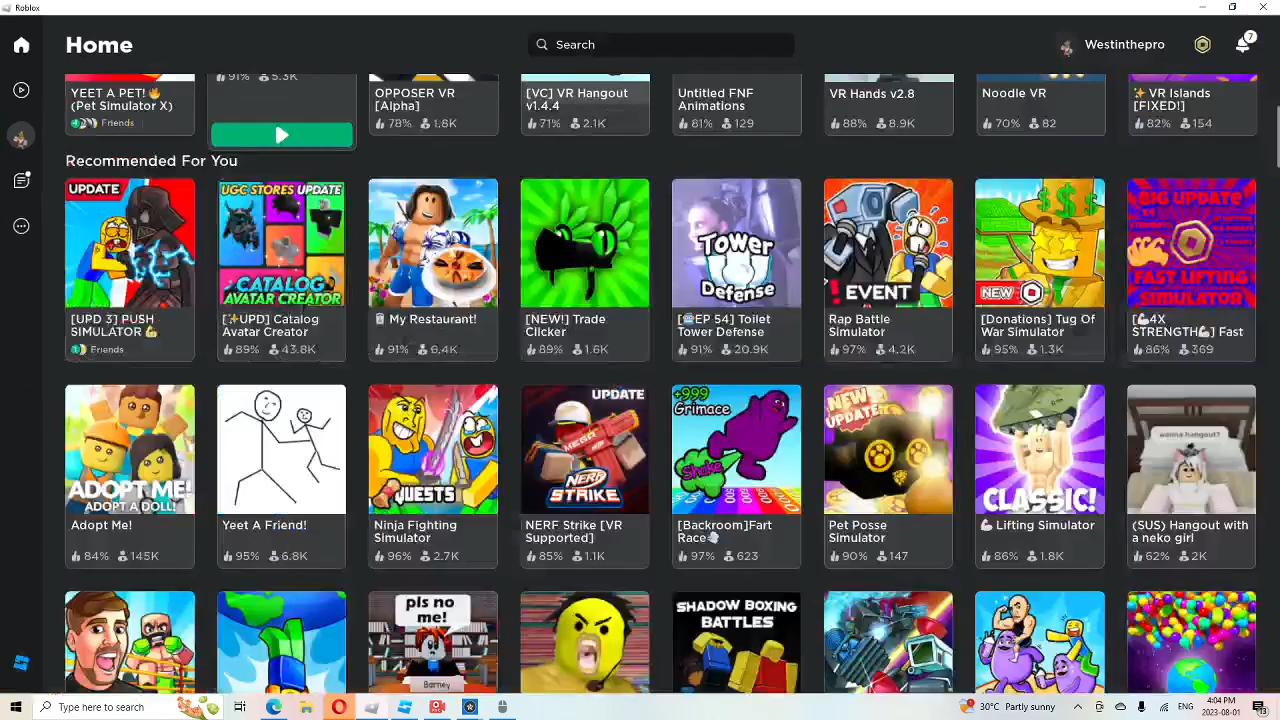 Roblox
Home
Search
Westinthepro
7
91% 5.3K
YEET A PET!🔥
(Pet Simulator X)
Friends
OPPOSER VR
[Alpha]
78% 1.8K
[VC] VR Hangout
v1.4.4
71% 2.1K
Untitled FNF
Animations
81% 129
VR Hands v2.8
88% 8.9K
Noodle VR
70% 82
✨ VR Islands
[FIXED!]
82% 154
Recommended For You
UPDATE
UGC STORES UPDATE
CATALOG
AVATAR CREATOR
Tower
Defense
! EVENT
NEW
BIG UPDATE
FAST LIFTING
SIMULATOR
[UPD 3] PUSH
SIMULATOR 💪
Friends
[✨UPD] Catalog
Avatar Creator
89% 43.8K
My Restaurant!
91% 6.4K
[NEW!] Trade
Clicker
89% 1.6K
[EP 54] Toilet
Tower Defense
91% 20.9K
Rap Battle
Simulator
97% 4.2K
[Donations] Tug Of
War Simulator
95% 1.3K
[💪4X
STRENGTH💪] Fast
86% 369
ADOPT ME!
ADOPT A DOLL!
QUESTS
UPDATE
MEGA
NERF
STRIKE
+999
Grimace
Shake
NEW
UPDATE
CLASSIC!
wanna hangout?
Adopt Me!
84% 145K
Yeet A Friend!
95% 6.8K
Ninja Fighting
Simulator
96% 2.7K
NERF Strike [VR
Supported]
85% 1.1K
[Backroom]Fart
Race💨
97% 623
Pet Posse
Simulator
90% 147
💪 Lifting Simulator
86% 1.8K
(SUS) Hangout with
a neko girl
62% 2K
pls no
me!
Barney
SHADOW BOXING
BATTLES
Type here to search
30°C Partly sunny
ENG
4:04 PM
2023-08-01
13